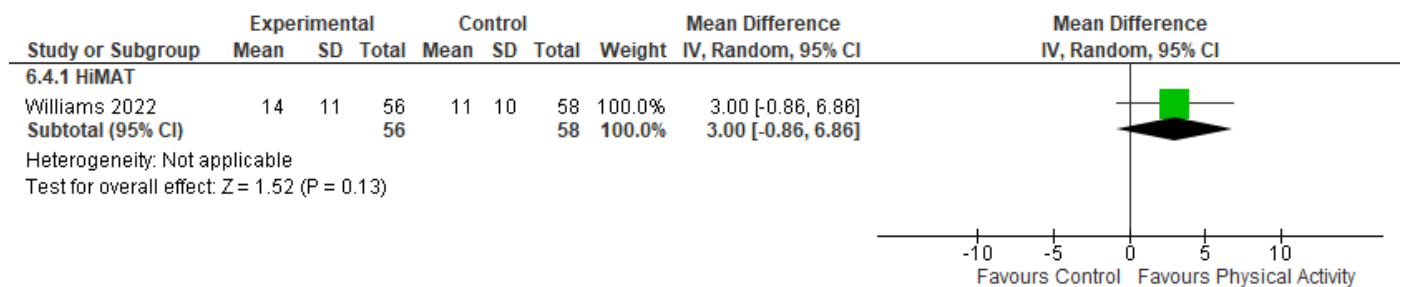 Experimental Control Mean Difference Mean Difference
Study or Subgroup Mean SD Total Mean SD Total Weight IV, Random, 95% CI IV, Random, 95% CI
6.4.1 HiMAT
Williams 2022 14 11 56 11 10 58 100.0% 3.00 [-0.86, 6.86]
Subtotal (95% CI) 56 58 100.0% 3.00 [-0.86, 6.86]
Heterogeneity: Not applicable
Test for overall effect: Z = 1.52 (P = 0.13)
-10 -5 0 5 10
Favours Control Favours Physical Activity